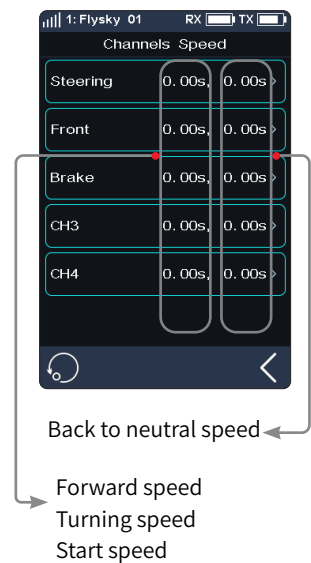 1: Flysky 01 RX TX
Channels Speed
Steering 0.00s, 0.00s >
Front 0.00s, 0.00s >
Brake 0.00s, 0.00s >
CH3 0.00s, 0.00s >
CH4 0.00s, 0.00s >
Back to neutral speed
Forward speed
Turning speed
Start speed